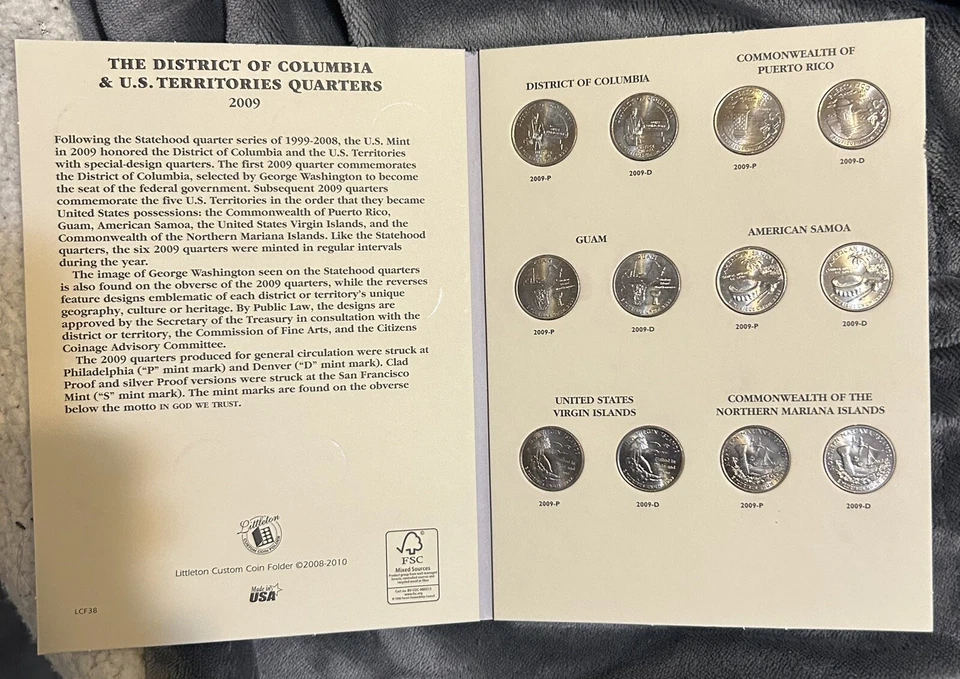 THE DISTRICT OF COLUMBIA
& U.S. TERRITORIES QUARTERS
2009
Following the Statehood quarter series of 1999-2008, the U.S. Mint
in 2009 honored the District of Columbia and the U.S. Territories
with special-design quarters. The first 2009 quarter commemorates
the District of Columbia, selected by George Washington to become
the seat of the federal government. Subsequent 2009 quarters
commemorate the five U.S. Territories in the order that they became
United States possessions: the Commonwealth of Puerto Rico,
Guam, American Samoa, the United States Virgin Islands, and the
Commonwealth of the Northern Mariana Islands. Like the Statehood
quarters, the six 2009 quarters were minted in regular intervals
during the year.
The image of George Washington seen on the Statehood quarters
is also found on the obverse of the 2009 quarters, while the reverses
feature designs emblematic of each district or territory's unique
geography, culture or heritage. By Public Law, the designs are
approved by the Secretary of the Treasury in consultation with the
district or territory, the Commission of Fine Arts, and the Citizens
Coinage Advisory Committee.
The 2009 quarters produced for general circulation were struck at
Philadelphia ("P" mint mark) and Denver ("D" mint mark). Clad
Proof and silver Proof versions were struck at the San Francisco
Mint ("S" mint mark). The mint marks are found on the obverse
below the motto IN GOD WE TRUST.
Littleton
CUSTOM COIN FOLDER
Littleton Custom Coin Folder ©2008-2010
Made in
USA
LCF38
FSC
Mixed Sources
www.fsc.org
DISTRICT OF COLUMBIA
2009-P
2009-D
COMMONWEALTH OF
PUERTO RICO
2009-P
2009-D
GUAM
2009-P
2009-D
AMERICAN SAMOA
2009-P
2009-D
UNITED STATES
VIRGIN ISLANDS
2009-P
2009-D
COMMONWEALTH OF THE
NORTHERN MARIANA ISLANDS
2009-P
2009-D